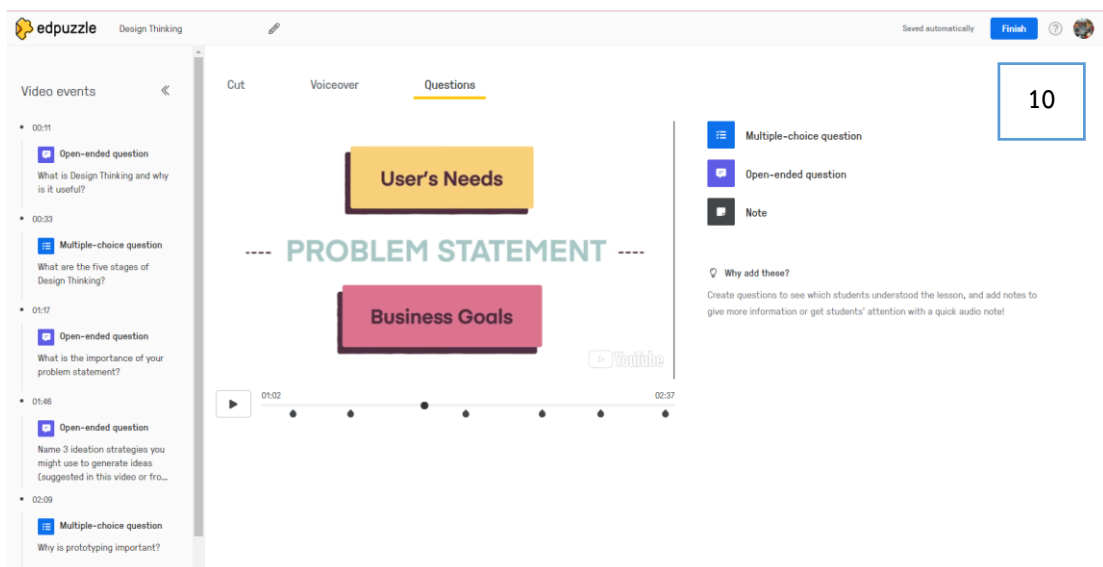 edpuzzle
Design Thinking
Saved automatically
Finish
?
Video events
Cut
Voiceover
Questions
10
00:11
Open-ended question
What is Design Thinking and why
is it useful?
00:33
Multiple-choice question
What are the five stages of
Design Thinking?
01:17
Open-ended question
What is the importance of your
problem statement?
01:46
Open-ended question
Name 3 ideation strategies you
might use to generate ideas
(suggested in this video or fro...
02:09
Multiple-choice question
Why is prototyping important?
User's Needs
---- PROBLEM STATEMENT ----
Business Goals
YouTube
01:02
02:37
Multiple-choice question
Open-ended question
Note
Why add these?
Create questions to see which students understood the lesson, and add notes to
give more information or get students' attention with a quick audio note!